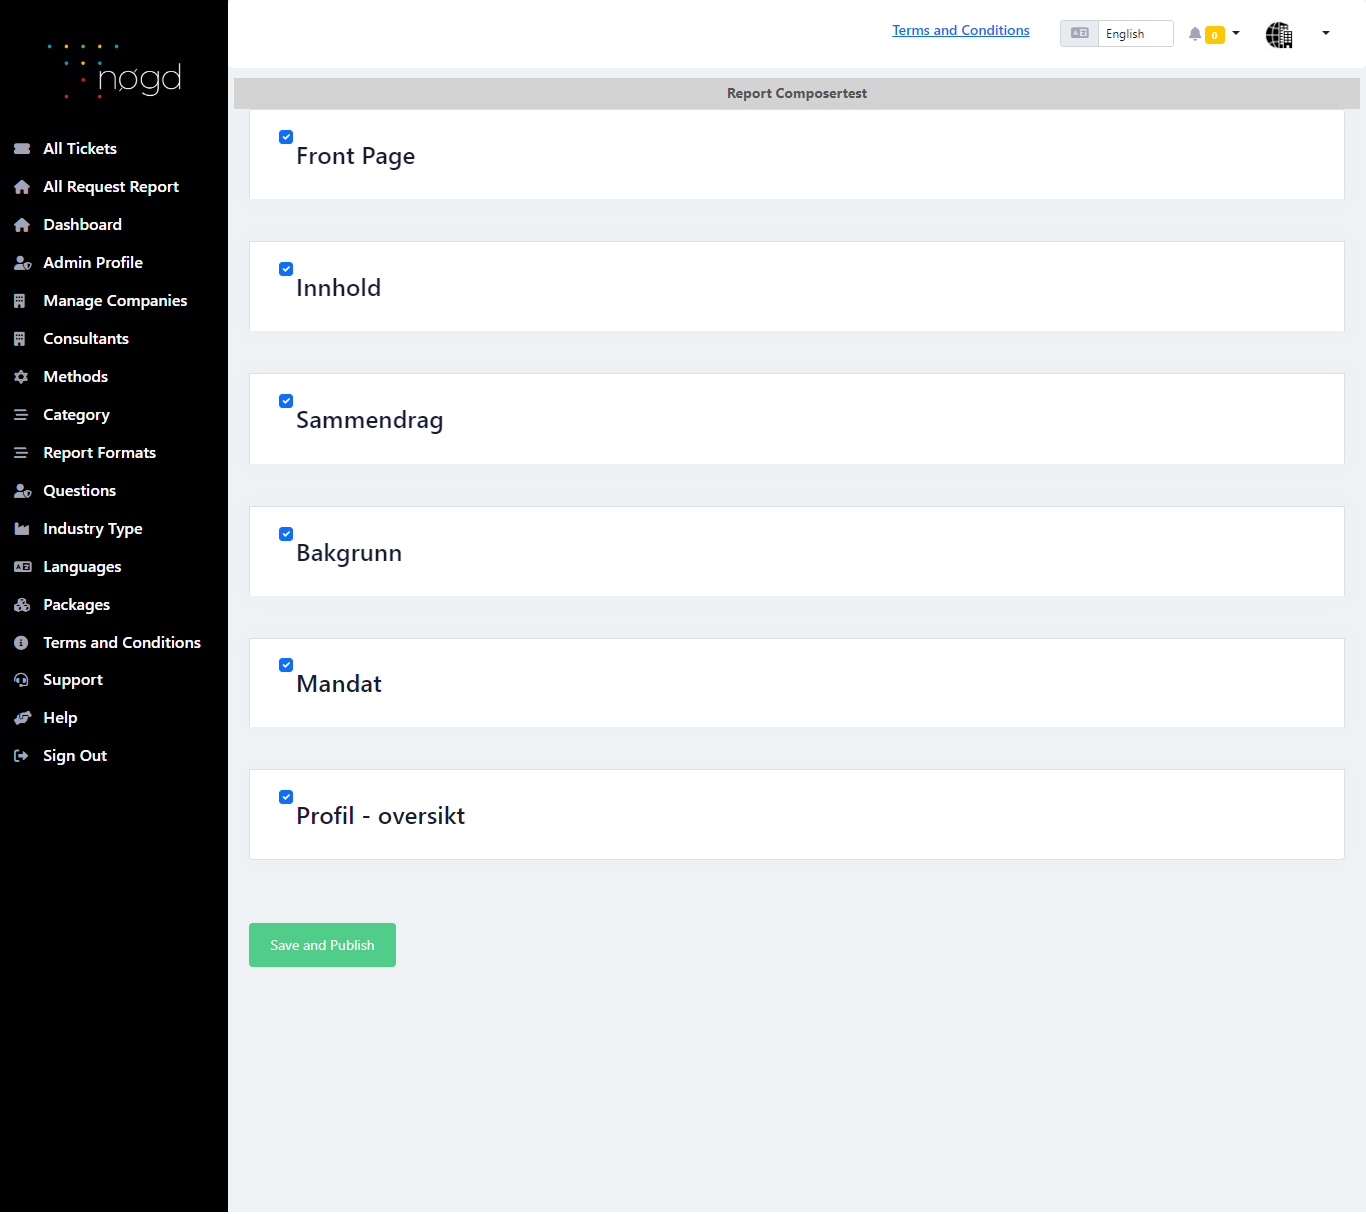 nøgd
All Tickets
All Request Report
Dashboard
Admin Profile
Manage Companies
Consultants
Methods
Category
Report Formats
Questions
Industry Type
Languages
Packages
Terms and Conditions
Support
Help
Sign Out
Terms and Conditions
English
0
Report Composertest
Front Page
Innhold
Sammendrag
Bakgrunn
Mandat
Profil - oversikt
Save and Publish